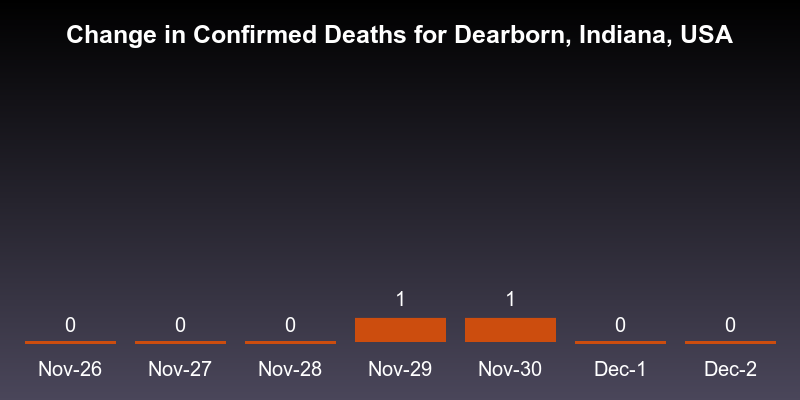 Change in Confirmed Deaths for Dearborn, Indiana, USA
0 0 0 1 1 0 0
Nov-26 Nov-27 Nov-28 Nov-29 Nov-30 Dec-1 Dec-2